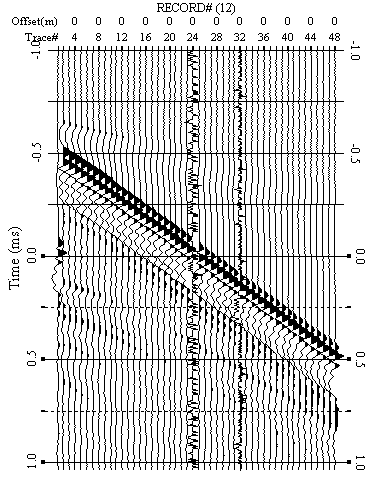 RECORD# (12)
Offset(m) 0 0 0 0 0 0 0 0 0 0 0 0
Trace# 4 8 12 16 20 24 28 32 36 40 44 48
-1.0 -1.0
-0.5 -0.5
0.0 0.0
Time (ms)
0.5 0.5
1.0 1.0